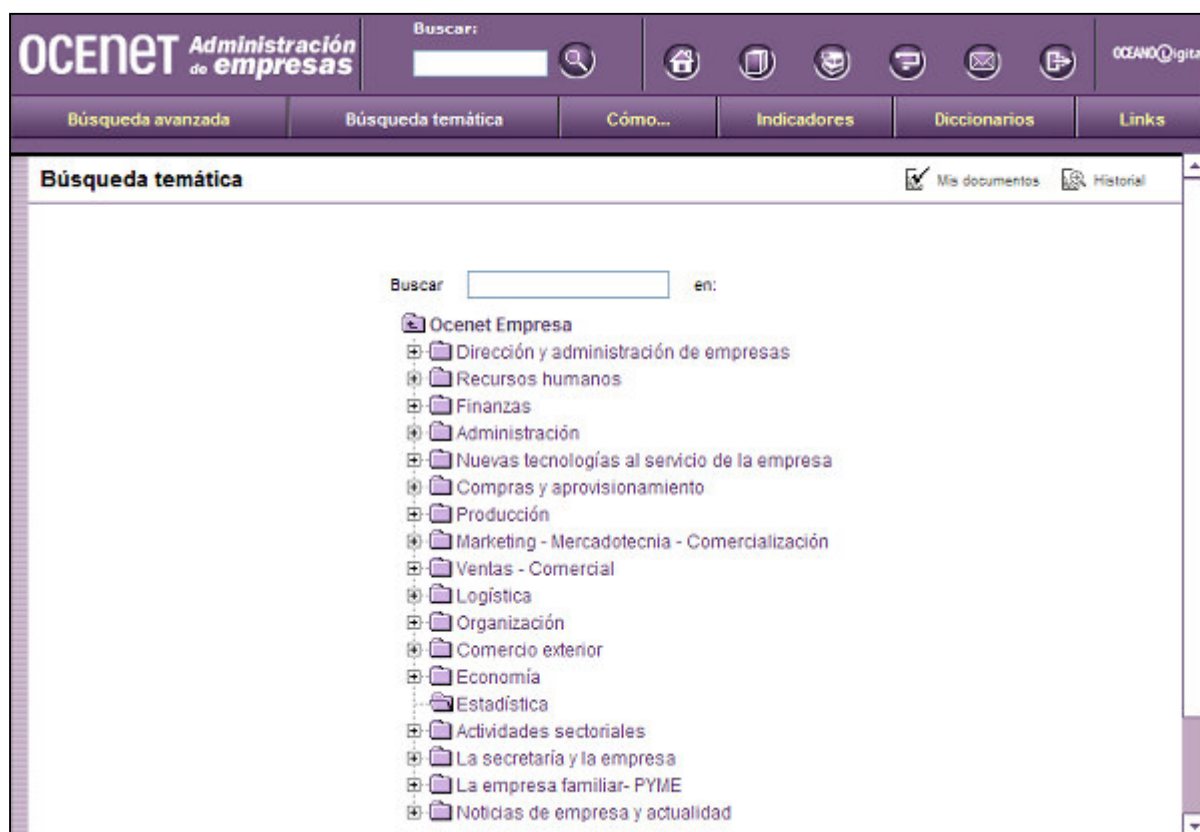 OCENET Administración de empresas
Buscar:
OCEANO Digita
Búsqueda avanzada
Búsqueda temática
Cómo...
Indicadores
Diccionarios
Links
Búsqueda temática
Mis documentos
Historial
Buscar en:
Ocenet Empresa
Dirección y administración de empresas
Recursos humanos
Finanzas
Administración
Nuevas tecnologías al servicio de la empresa
Compras y aprovisionamiento
Producción
Marketing - Mercadotecnia - Comercialización
Ventas - Comercial
Logística
Organización
Comercio exterior
Economía
Estadística
Actividades sectoriales
La secretaría y la empresa
La empresa familiar- PYME
Noticias de empresa y actualidad